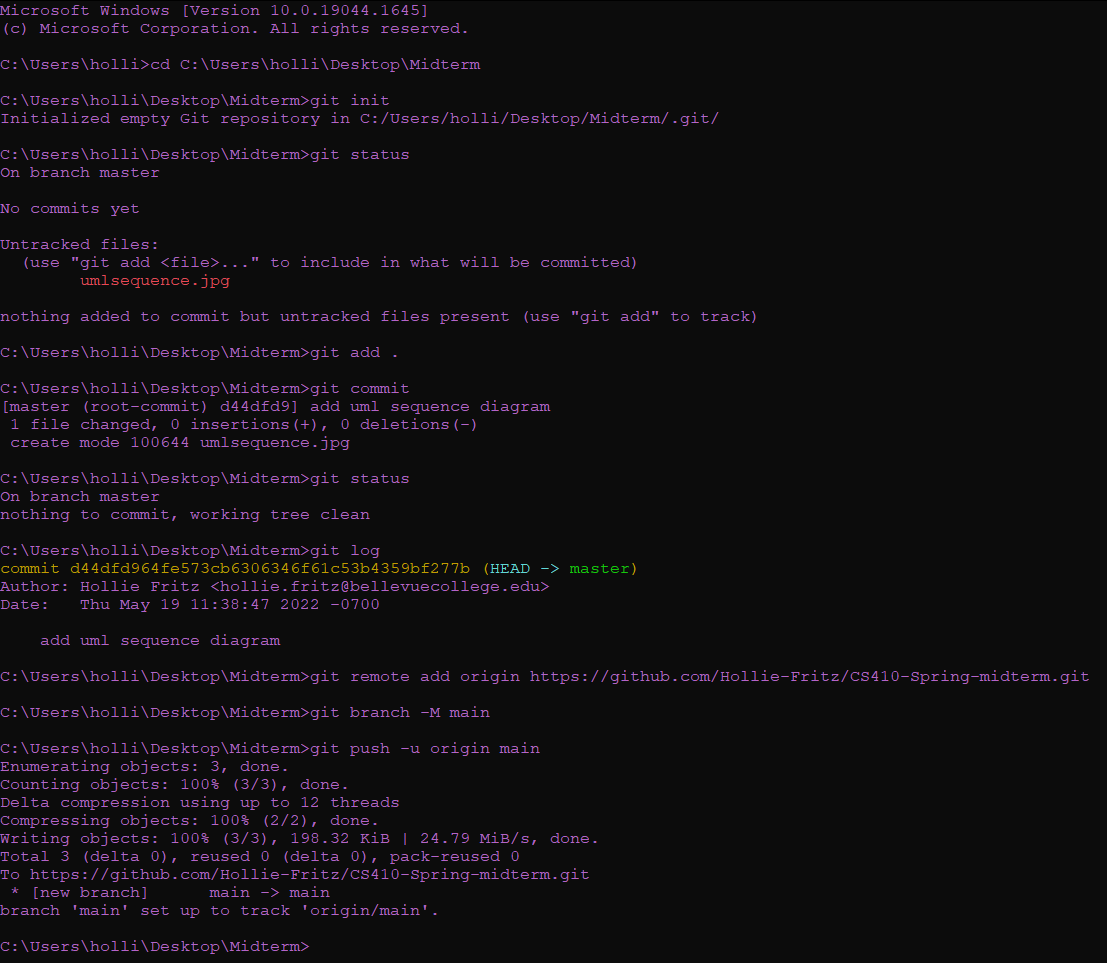 Microsoft Windows [Version 10.0.19044.1645]
(c) Microsoft Corporation. All rights reserved.
C:\Users\holli>cd C:\Users\holli\Desktop\Midterm
C:\Users\holli\Desktop\Midterm>git init
Initialized empty Git repository in C:/Users/holli/Desktop/Midterm/.git/
C:\Users\holli\Desktop\Midterm>git status
On branch master
No commits yet
Untracked files:
  (use "git add <file>..." to include in what will be committed)
        umlsequence.jpg
nothing added to commit but untracked files present (use "git add" to track)
C:\Users\holli\Desktop\Midterm>git add .
C:\Users\holli\Desktop\Midterm>git commit
[master (root-commit) d44dfd9] add uml sequence diagram
 1 file changed, 0 insertions(+), 0 deletions(-)
 create mode 100644 umlsequence.jpg
C:\Users\holli\Desktop\Midterm>git status
On branch master
nothing to commit, working tree clean
C:\Users\holli\Desktop\Midterm>git log
commit d44dfd964fe573cb6306346f61c53b4359bf277b (HEAD -> master)
Author: Hollie Fritz <hollie.fritz@bellevuecollege.edu>
Date:   Thu May 19 11:38:47 2022 -0700
    add uml sequence diagram
C:\Users\holli\Desktop\Midterm>git remote add origin https://github.com/Hollie-Fritz/CS410-Spring-midterm.git
C:\Users\holli\Desktop\Midterm>git branch -M main
C:\Users\holli\Desktop\Midterm>git push -u origin main
Enumerating objects: 3, done.
Counting objects: 100% (3/3), done.
Delta compression using up to 12 threads
Compressing objects: 100% (2/2), done.
Writing objects: 100% (3/3), 198.32 KiB | 24.79 MiB/s, done.
Total 3 (delta 0), reused 0 (delta 0), pack-reused 0
To https://github.com/Hollie-Fritz/CS410-Spring-midterm.git
 * [new branch]      main -> main
branch 'main' set up to track 'origin/main'.
C:\Users\holli\Desktop\Midterm>